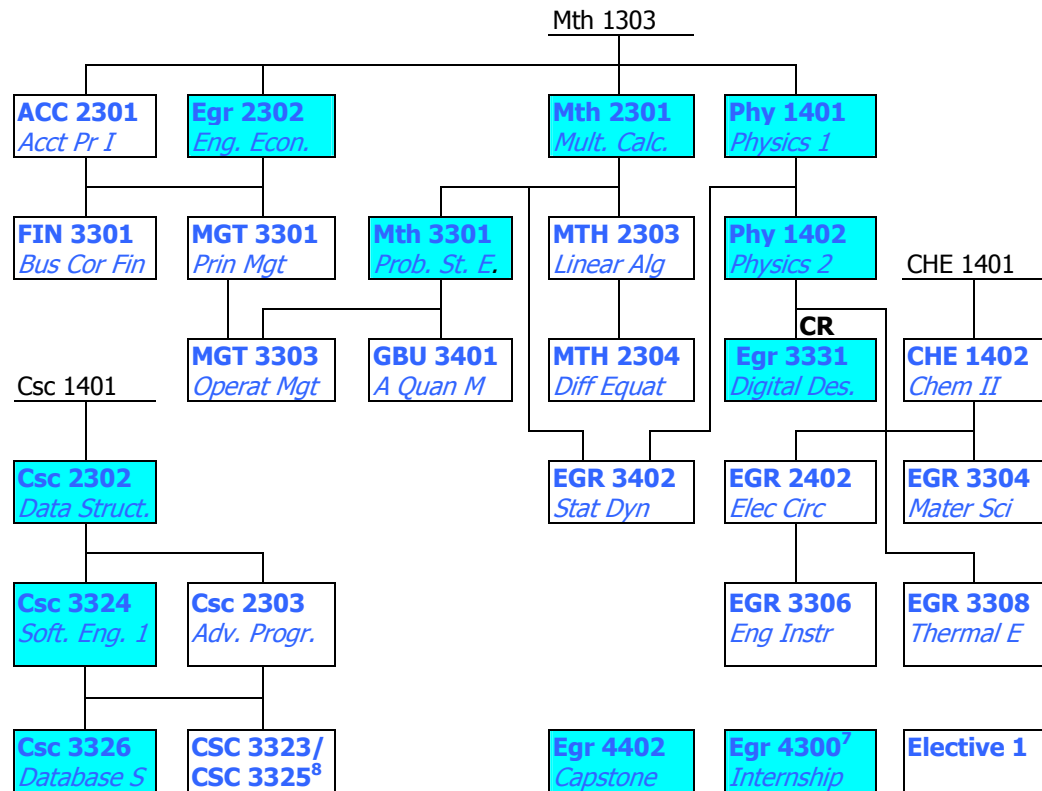 Mth 1303
ACC 2301
Acct Pr I
Egr 2302
Eng. Econ.
Mth 2301
Mult. Calc.
Phy 1401
Physics 1
FIN 3301
Bus Cor Fin
MGT 3301
Prin Mgt
Mth 3301
Prob. St. E.
MTH 2303
Linear Alg
Phy 1402
Physics 2
CHE 1401
CR
MGT 3303
Operat Mgt
GBU 3401
A Quan M
MTH 2304
Diff Equat
Egr 3331
Digital Des.
CHE 1402
Chem II
Csc 1401
Csc 2302
Data Struct.
EGR 3402
Stat Dyn
EGR 2402
Elec Circ
EGR 3304
Mater Sci
Csc 3324
Soft. Eng. 1
Csc 2303
Adv. Progr.
EGR 3306
Eng Instr
EGR 3308
Thermal E
Csc 3326
Database S
CSC 3323/
CSC 3325⁸
Egr 4402
Capstone
Egr 4300⁷
Internship
Elective 1